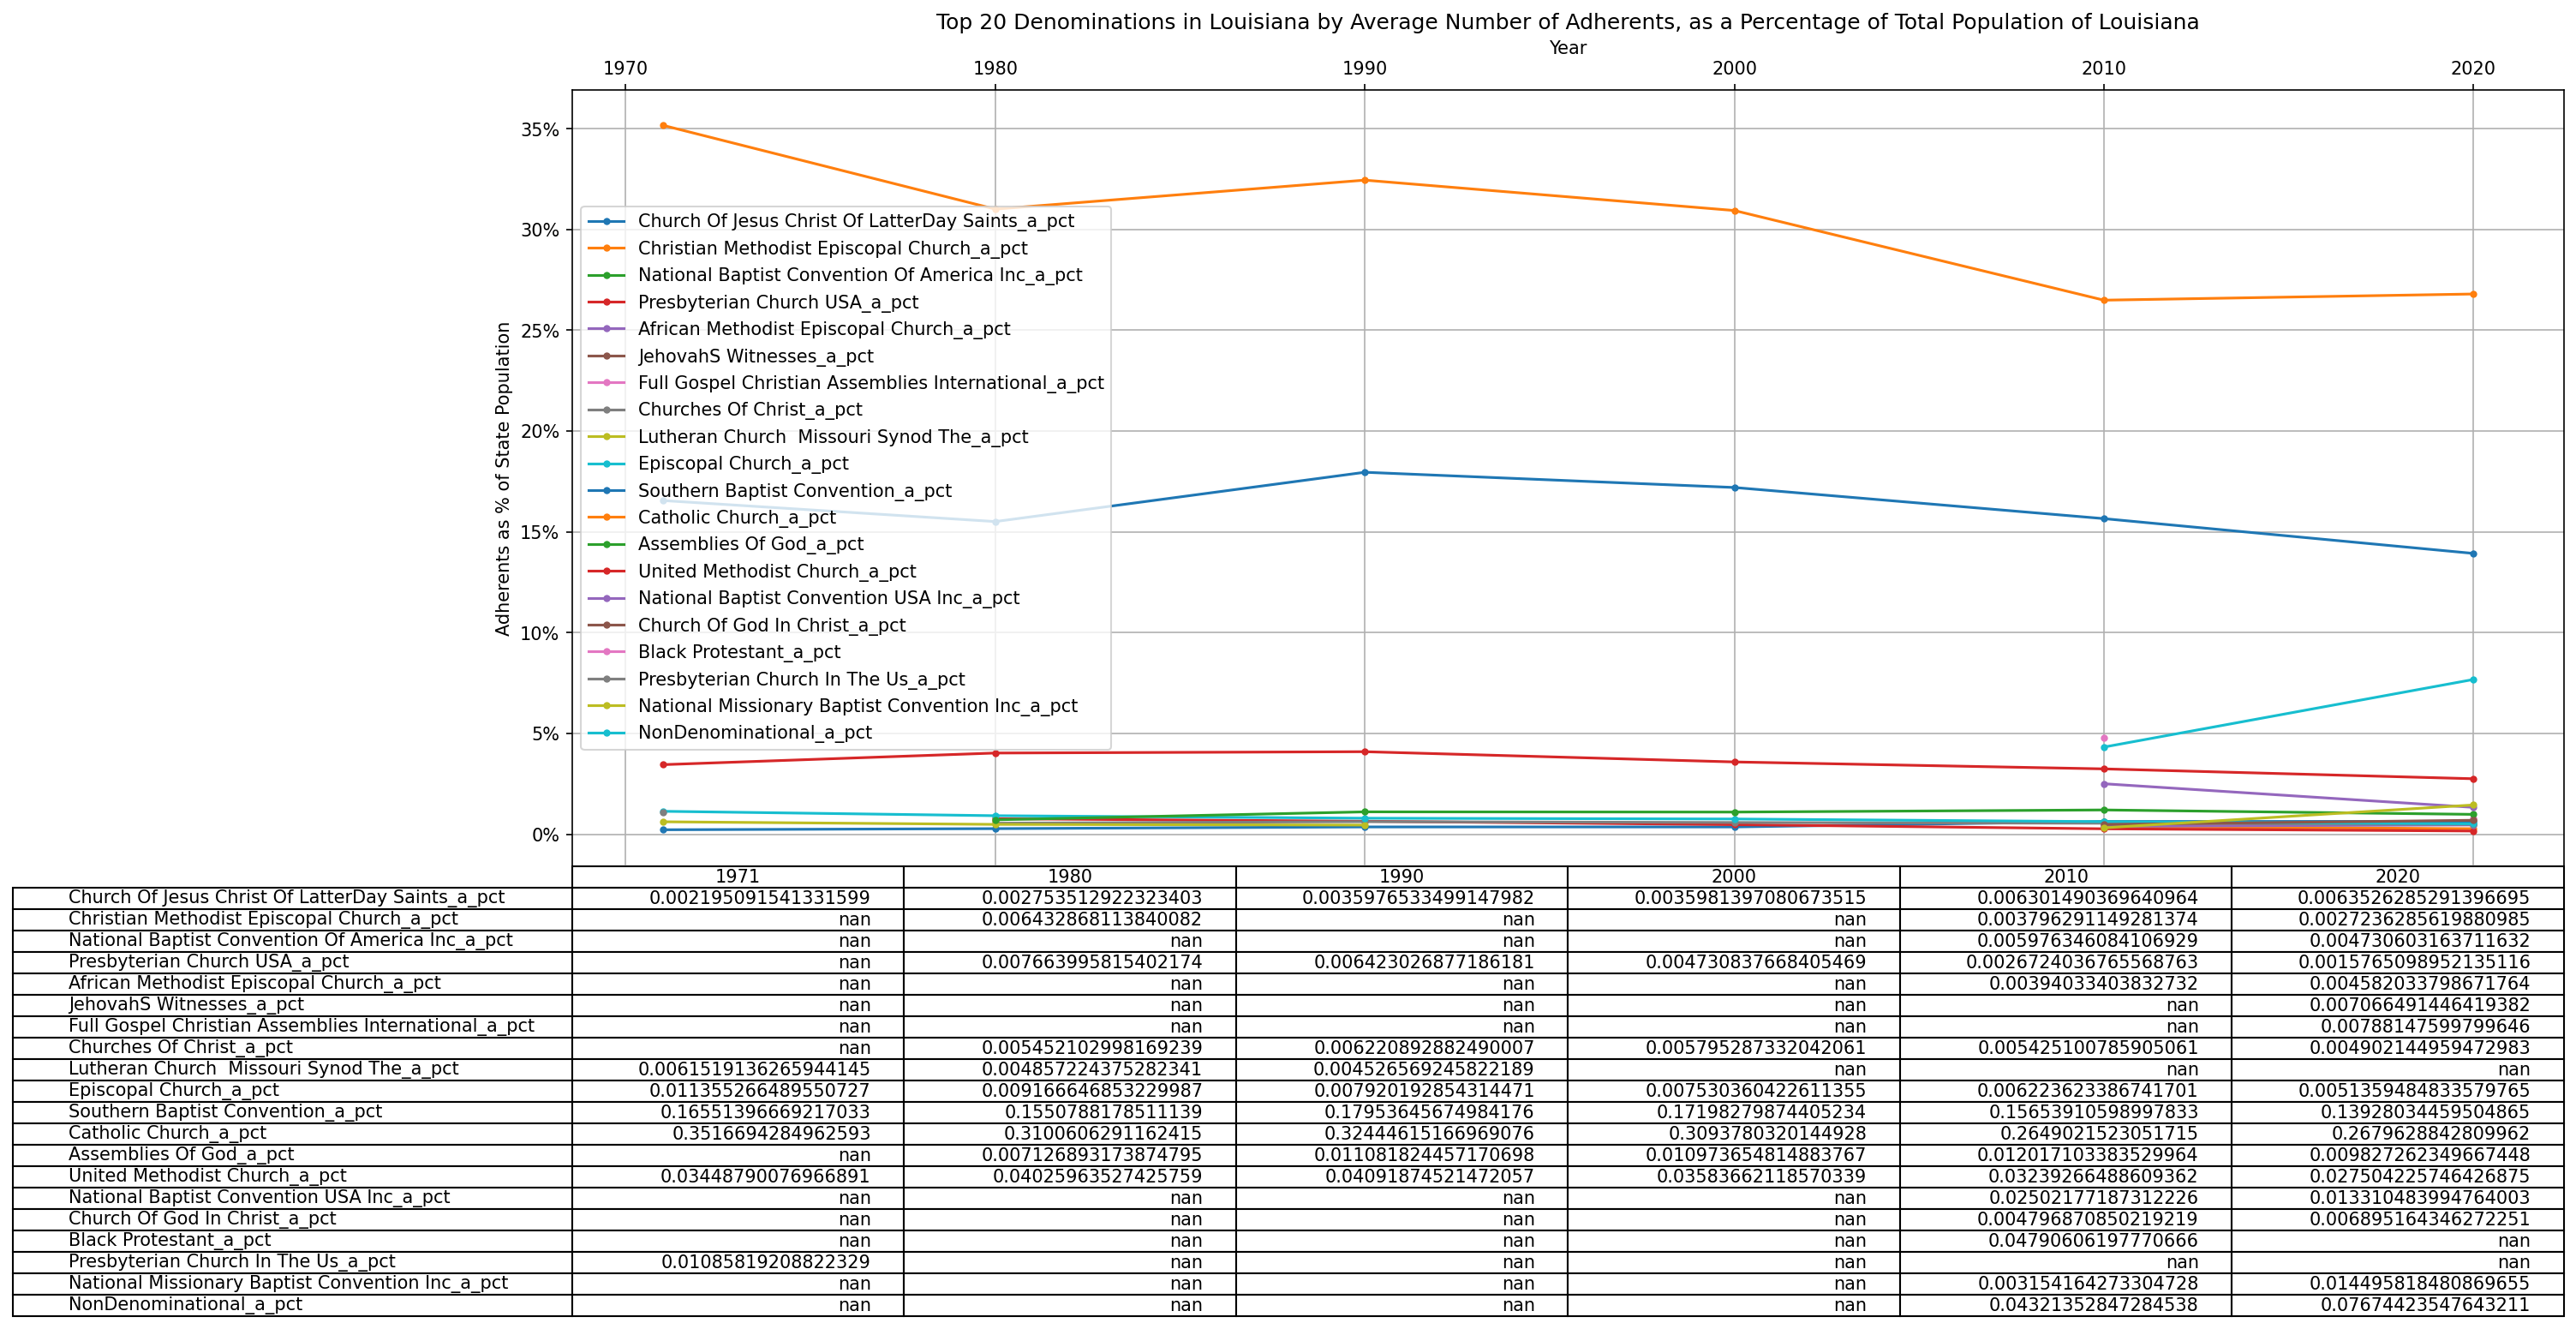 Top 20 Denominations in Louisiana by Average Number of Adherents, as a Percentage of Total Population of Louisiana
Year
1970 1980 1990 2000 2010 2020
Adherents as % of State Population
35%
30%
25%
20%
15%
10%
5%
0%
Church Of Jesus Christ Of LatterDay Saints_a_pct
Christian Methodist Episcopal Church_a_pct
National Baptist Convention Of America Inc_a_pct
Presbyterian Church USA_a_pct
African Methodist Episcopal Church_a_pct
JehovahS Witnesses_a_pct
Full Gospel Christian Assemblies International_a_pct
Churches Of Christ_a_pct
Lutheran Church  Missouri Synod The_a_pct
Episcopal Church_a_pct
Southern Baptist Convention_a_pct
Catholic Church_a_pct
Assemblies Of God_a_pct
United Methodist Church_a_pct
National Baptist Convention USA Inc_a_pct
Church Of God In Christ_a_pct
Black Protestant_a_pct
Presbyterian Church In The Us_a_pct
National Missionary Baptist Convention Inc_a_pct
NonDenominational_a_pct
1971 1980 1990 2000 2010 2020
Church Of Jesus Christ Of LatterDay Saints_a_pct 0.002195091541331599 0.002753512922323403 0.0035976533499147982 0.0035981397080673515 0.006301490369640964 0.0063526285291396695
Christian Methodist Episcopal Church_a_pct nan 0.006432868113840082 nan nan 0.003796291149281374 0.0027236285619880985
National Baptist Convention Of America Inc_a_pct nan nan nan nan 0.005976346084106929 0.004730603163711632
Presbyterian Church USA_a_pct nan 0.007663995815402174 0.006423026877186181 0.004730837668405469 0.0026724036765568763 0.0015765098952135116
African Methodist Episcopal Church_a_pct nan nan nan nan 0.00394033403832732 0.004582033798671764
JehovahS Witnesses_a_pct nan nan nan nan nan 0.007066491446419382
Full Gospel Christian Assemblies International_a_pct nan nan nan nan nan 0.00788147599799646
Churches Of Christ_a_pct nan 0.005452102998169239 0.006220892882490007 0.005795287332042061 0.005425100785905061 0.004902144959472983
Lutheran Church  Missouri Synod The_a_pct 0.0061519136265944145 0.004857224375282341 0.004526569245822189 nan nan nan
Episcopal Church_a_pct 0.011355266489550727 0.009166646853229987 0.007920192854314471 0.007530360422611355 0.006223623386741701 0.0051359484833579765
Southern Baptist Convention_a_pct 0.16551396669217033 0.1550788178511139 0.17953645674984176 0.17198279874405234 0.15653910598997833 0.13928034459504865
Catholic Church_a_pct 0.3516694284962593 0.3100606291162415 0.32444615166969076 0.3093780320144928 0.2649021523051715 0.2679628842809962
Assemblies Of God_a_pct nan 0.007126893173874795 0.011081824457170698 0.010973654814883767 0.012017103383529964 0.009827262349667448
United Methodist Church_a_pct 0.03448790076966891 0.04025963527425759 0.04091874521472057 0.03583662118570339 0.03239266488609362 0.027504225746426875
National Baptist Convention USA Inc_a_pct nan nan nan nan 0.02502177187312226 0.013310483994764003
Church Of God In Christ_a_pct nan nan nan nan 0.004796870850219219 0.006895164346272251
Black Protestant_a_pct nan nan nan nan 0.04790606197770666 nan
Presbyterian Church In The Us_a_pct 0.01085819208822329 nan nan nan nan nan
National Missionary Baptist Convention Inc_a_pct nan nan nan nan 0.003154164273304728 0.014495818480869655
NonDenominational_a_pct nan nan nan nan 0.04321352847284538 0.07674423547643211